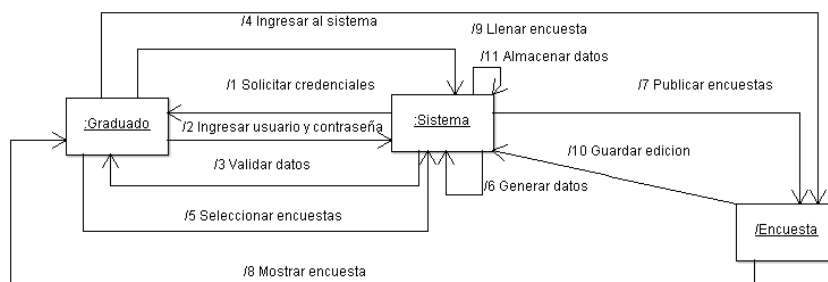 /4 Ingresar al sistema
/9 Llenar encuesta
/11 Almacenar datos
/1 Solicitar credenciales
/7 Publicar encuestas
:Graduado
:Sistema
/2 Ingresar usuario y contraseña
/10 Guardar edicion
/3 Validar datos
/6 Generar datos
/5 Seleccionar encuestas
/Encuesta
/8 Mostrar encuesta